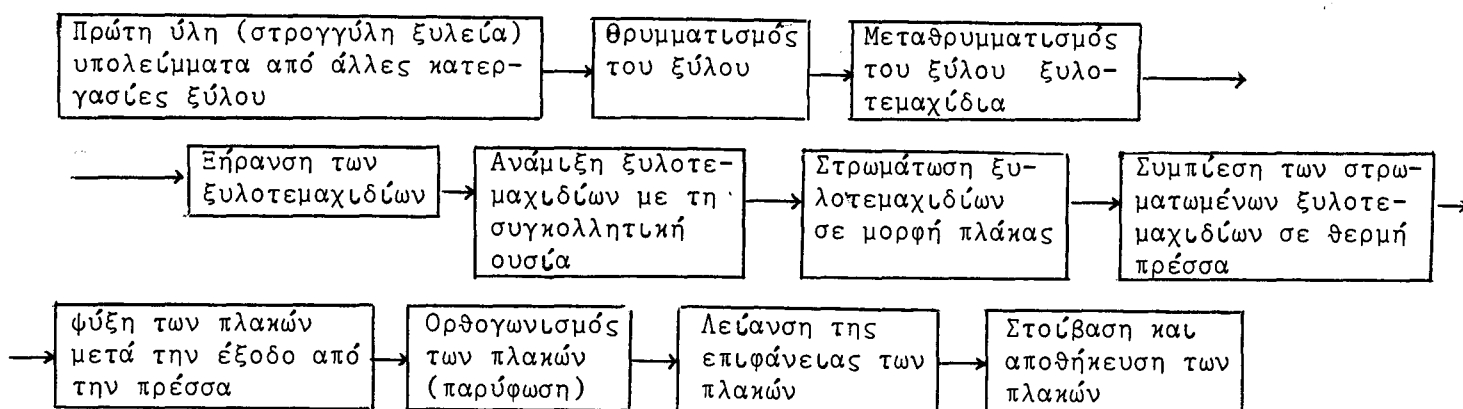 Πρώτη ύλη (στρογγύλη ξυλεία)
υπολείμματα από άλλες κατερ-
γασίες ξύλου
Θρυμματισμός
του ξύλου
Μεταθρυμματισμός
του ξύλου ξυλο-
τεμαχίδια
Ξήρανση των
ξυλοτεμαχιδίων
Ανάμιξη ξυλοτε-
μαχιδίων με τη
συγκολλητική
ουσία
Στρωμάτωση ξυ-
λοτεμαχιδίων
σε μορφή πλάκας
Συμπίεση των στρω-
ματωμένων ξυλοτε-
μαχιδίων σε θερμή
πρέσσα
ψύξη των πλακών
μετά την έξοδο από
την πρέσσα
Ορθογωνισμός
των πλακών
(παρύφωση)
Λείανση της
επιφάνειας των
πλακών
Στοίβαση και
αποθήκευση των
πλακών